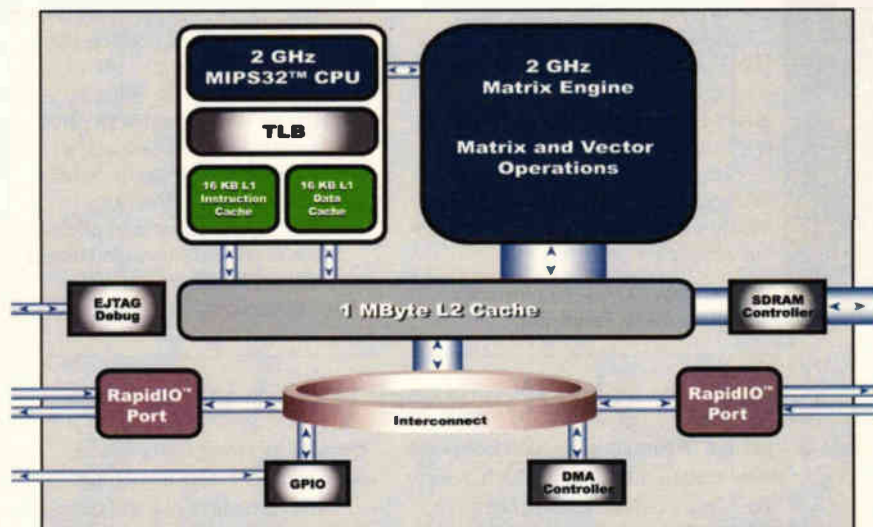 2 GHz
MIPS32™ CPU
TLB
16 KB L1
Instruction
Cache
16 KB L1
Data
Cache
2 GHz
Matrix Engine
Matrix and Vector
Operations
EJTAG
Debug
1 MByte L2 Cache
SDRAM
Controller
RapidIO™
Port
Interconnect
RapidIO™
Port
GPIO
DMA
Controller